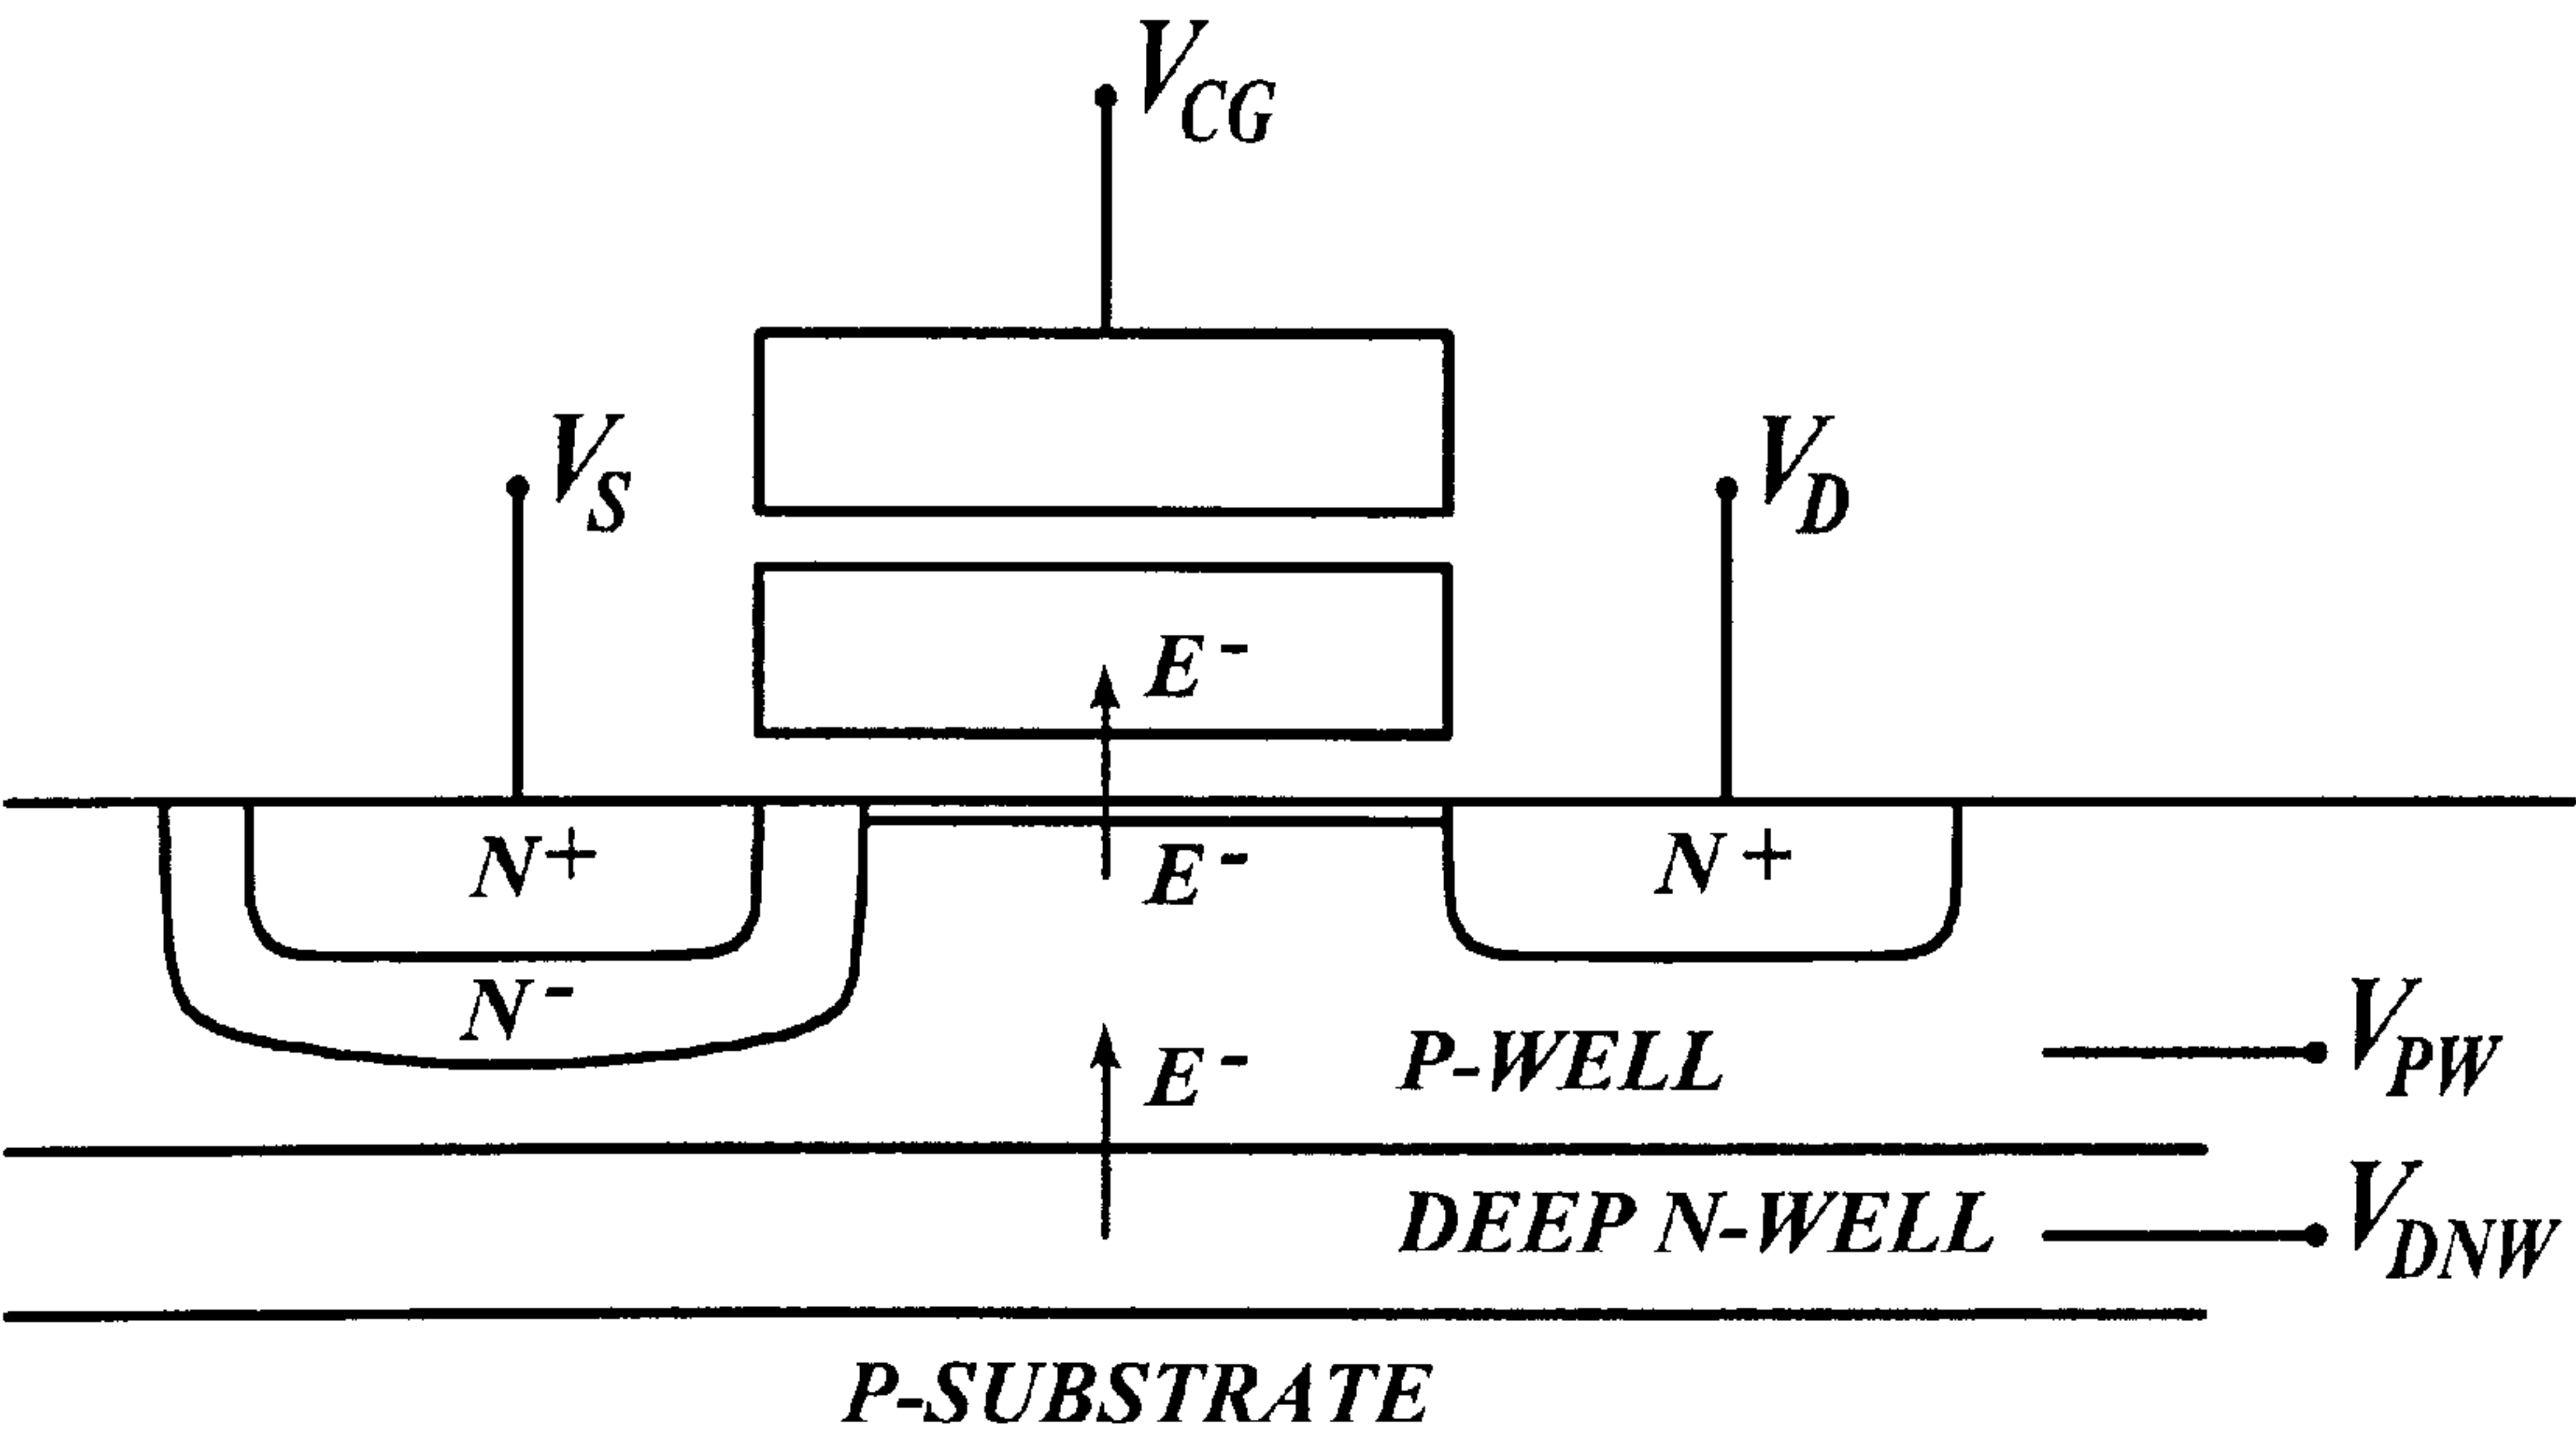 V_CG
V_S
V_D
E-
N+
E-
N+
N-
E-
P-WELL
V_PW
DEEP N-WELL
V_DNW
P-SUBSTRATE